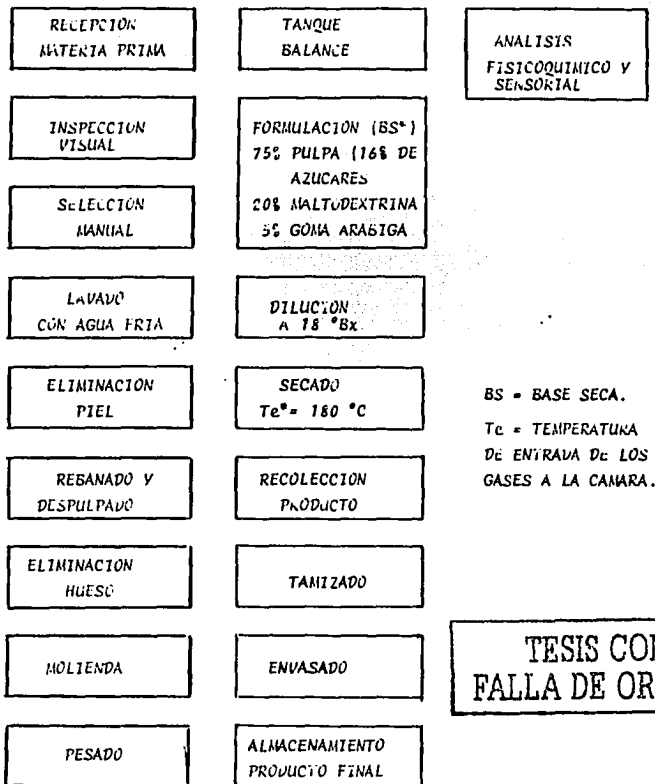 RECEPCION
MATERIA PRIMA
INSPECCION
VISUAL
SELECCION
MANUAL
LAVADO
CON AGUA FRIA
ELIMINACION
PIEL
REBANADO Y
DESPULPADO
ELIMINACION
HUESO
MOLIENDA
PESADO
TANQUE
BALANCE
FORMULACION (BS*)
75% PULPA (16% DE
AZUCARES
20% MALTODEXTRINA
5% GOMA ARABIGA
DILUCION
A 18 °Bx
SECADO
Te*= 180 °C
RECOLECCION
PRODUCTO
TAMIZADO
ENVASADO
ALMACENAMIENTO
PRODUCTO FINAL
ANALISIS
FISICOQUIMICO Y
SENSORIAL
BS = BASE SECA.
Te = TEMPERATURA
DE ENTRADA DE LOS
GASES A LA CAMARA.
TESIS CO
FALLA DE OR